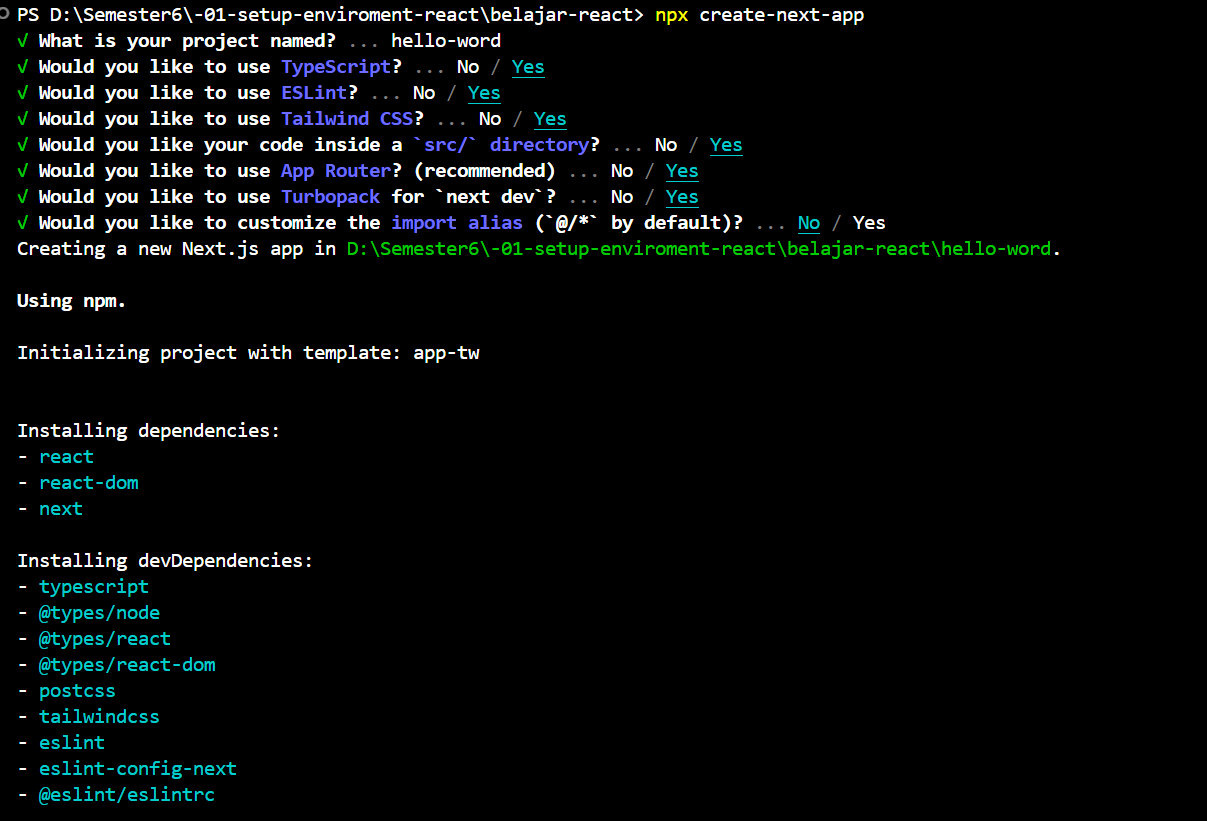 PS D:\Semester6\-01-setup-enviroment-react\belajar-react> npx create-next-app
√ What is your project named? ... hello-word
√ Would you like to use TypeScript? ... No / Yes
√ Would you like to use ESLint? ... No / Yes
√ Would you like to use Tailwind CSS? ... No / Yes
√ Would you like your code inside a `src/` directory? ... No / Yes
√ Would you like to use App Router? (recommended) ... No / Yes
√ Would you like to use Turbopack for `next dev`? ... No / Yes
√ Would you like to customize the import alias (`@/*` by default)? ... No / Yes
Creating a new Next.js app in D:\Semester6\-01-setup-enviroment-react\belajar-react\hello-word.
Using npm.
Initializing project with template: app-tw
Installing dependencies:
- react
- react-dom
- next
Installing devDependencies:
- typescript
- @types/node
- @types/react
- @types/react-dom
- postcss
- tailwindcss
- eslint
- eslint-config-next
- @eslint/eslintrc